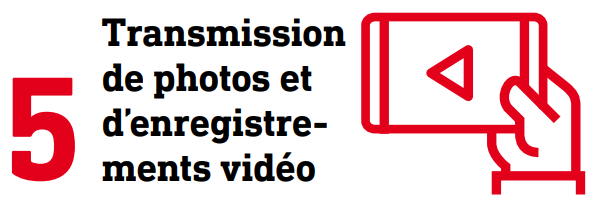 5
Transmission
de photos et
d'enregistre-
ments vidéo